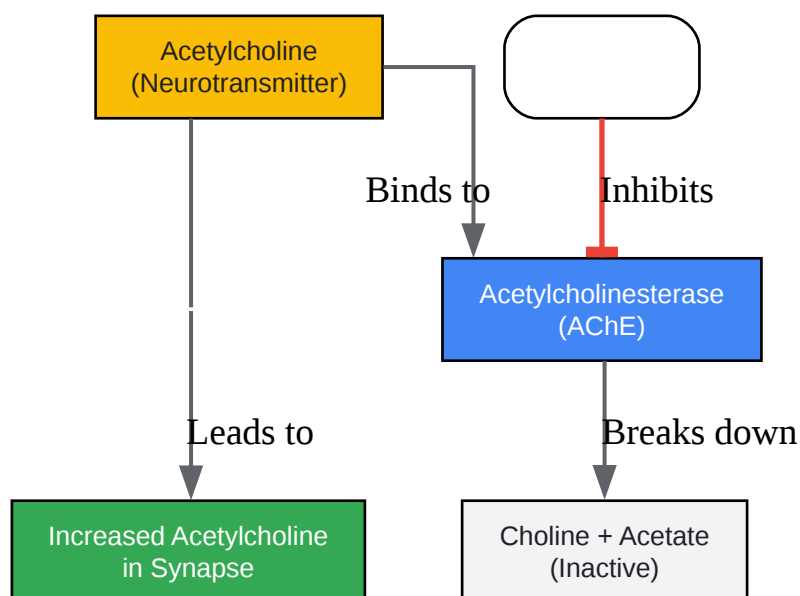 Acetylcholine
(Neurotransmitter)
Binds to
Inhibits
Acetylcholinesterase
(AChE)
Leads to
Breaks down
Increased Acetylcholine
in Synapse
Choline + Acetate
(Inactive)